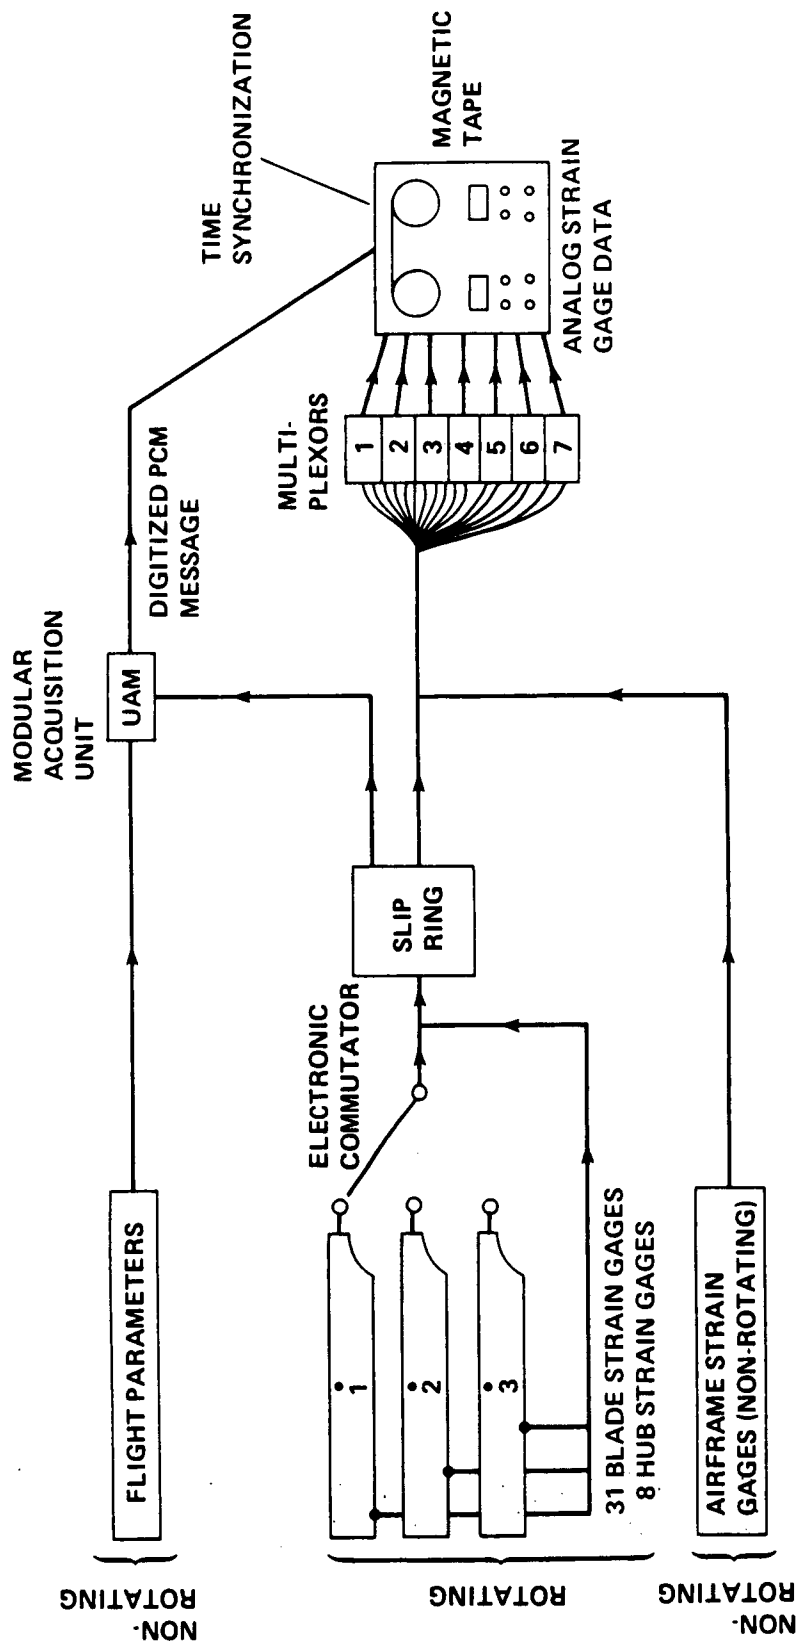 NON-
ROTATING
FLIGHT PARAMETERS
MODULAR
ACQUISITION
UNIT
UAM
DIGITIZED PCM
MESSAGE
TIME
SYNCHRONIZATION
ROTATING
1
2
3
ELECTRONIC
COMMUTATOR
SLIP
RING
MULTI-
PLEXORS
1
2
3
4
5
6
7
MAGNETIC
TAPE
ANALOG STRAIN
GAGE DATA
31 BLADE STRAIN GAGES
8 HUB STRAIN GAGES
NON-
ROTATING
AIRFRAME STRAIN
GAGES (NON-ROTATING)